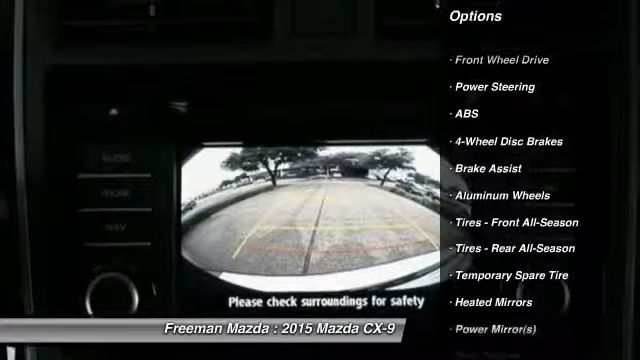 Options
· Front Wheel Drive
· Power Steering
· ABS
· 4-Wheel Disc Brakes
· Brake Assist
· Aluminum Wheels
· Tires - Front All-Season
· Tires - Rear All-Season
· Temporary Spare Tire
· Heated Mirrors
· Power Mirror(s)
AUDIO
PHONE
NAV
Please check surroundings for safety
Freeman Mazda : 2015 Mazda CX-9